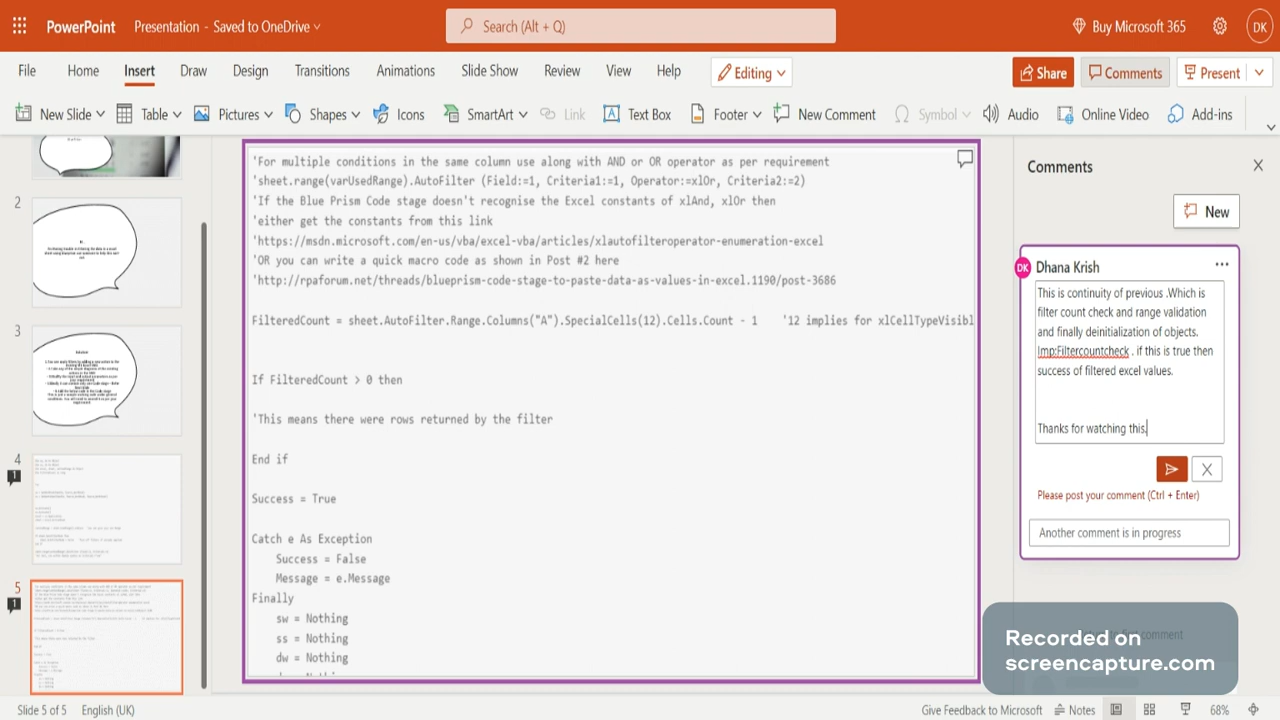 PowerPoint
Presentation - Saved to OneDrive
Search (Alt + Q)
Buy Microsoft 365
DK
File Home Insert Draw Design Transitions Animations Slide Show Review View Help
Editing
Share
Comments
Present
New Slide Table Pictures Shapes Icons SmartArt Link Text Box Footer New Comment Symbol Audio Online Video Add-ins
2
3
4
1
5
1
'For multiple conditions in the same column use along with AND or OR operator as per requirement
'sheet.range(varUsedRange).AutoFilter (Field:=1, Criteria1:=1, Operator:=xlOr, Criteria2:=2)
'If the Blue Prism Code stage doesn't recognise the Excel constants of xlAnd, xlOr then
'either get the constants from this link
'https://msdn.microsoft.com/en-us/vba/excel-vba/articles/xlautofilteroperator-enumeration-excel
'OR you can write a quick macro code as shown in Post #2 here
'http://rpaforum.net/threads/blueprism-code-stage-to-paste-data-as-values-in-excel.1190/post-3686
FilteredCount = sheet.AutoFilter.Range.Columns("A").SpecialCells(12).Cells.Count - 1 '12 implies for xlCellTypeVisibl
If FilteredCount > 0 then
'This means there were rows returned by the filter
End if
Success = True
Catch e As Exception
Success = False
Message = e.Message
Finally
sw = Nothing
ss = Nothing
dw = Nothing
Comments
New
DK Dhana Krish
This is continuity of previous .Which is
filter count check and range validation
and finally deinitialization of objects.
Imp:Filtercountcheck . if this is true then
success of filtered excel values.
Thanks for watching this.
Please post your comment (Ctrl + Enter)
Another comment is in progress
Recorded on
screencapture.com
Slide 5 of 5 English (UK)
Give Feedback to Microsoft Notes 68%